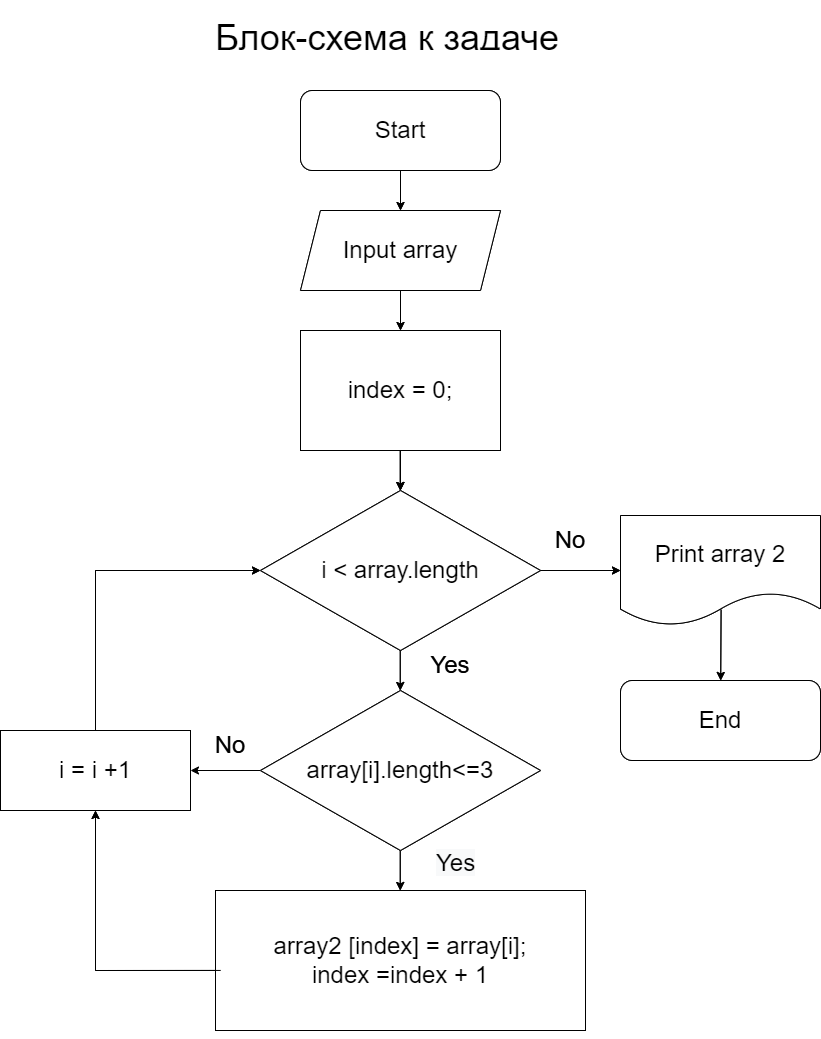 Блок-схема к задаче
Start
Input array
index = 0;
i < array.length
No
Print array 2
Yes
End
array[i].length<=3
No
i = i +1
Yes
array2 [index] = array[i];
index =index + 1